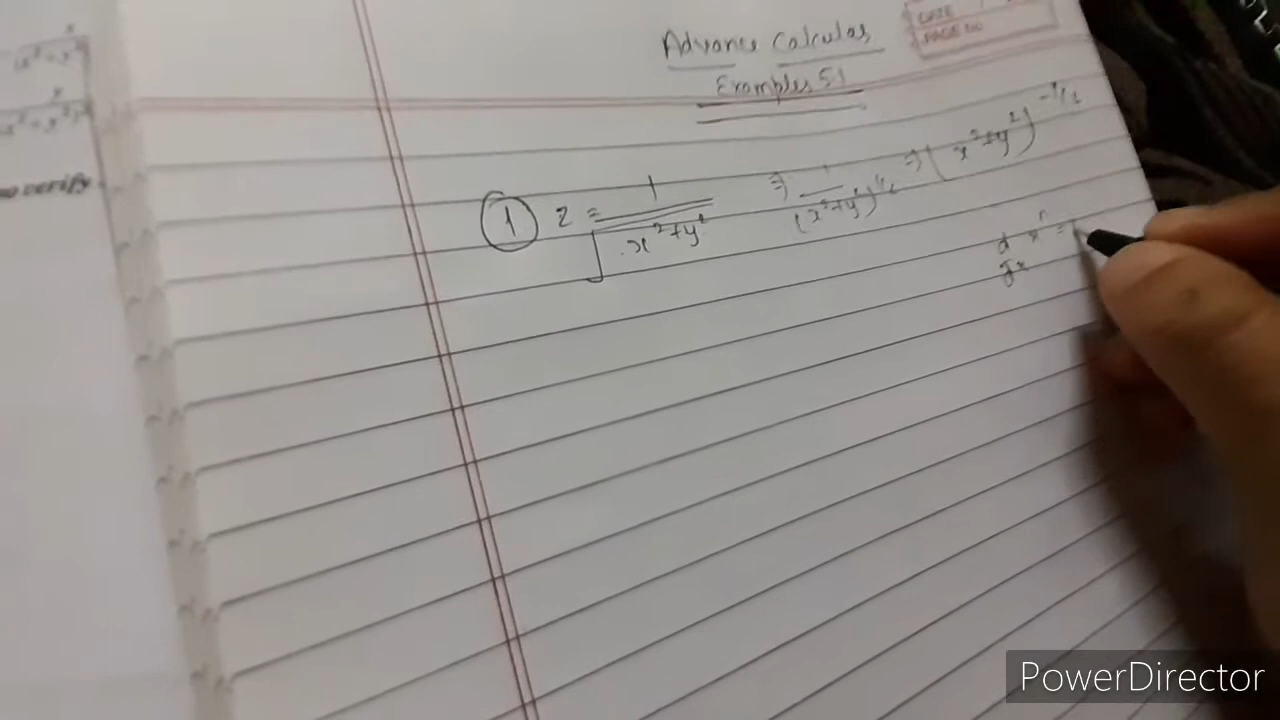 Advance Calculas
Examples 5.1
DATE
PAGE NO
① z = 1/√(x²+y²) ⇒ 1/(x²+y²)^½ ⇒ (x²+y²)^-½
d/dx xⁿ =
verify
PowerDirector